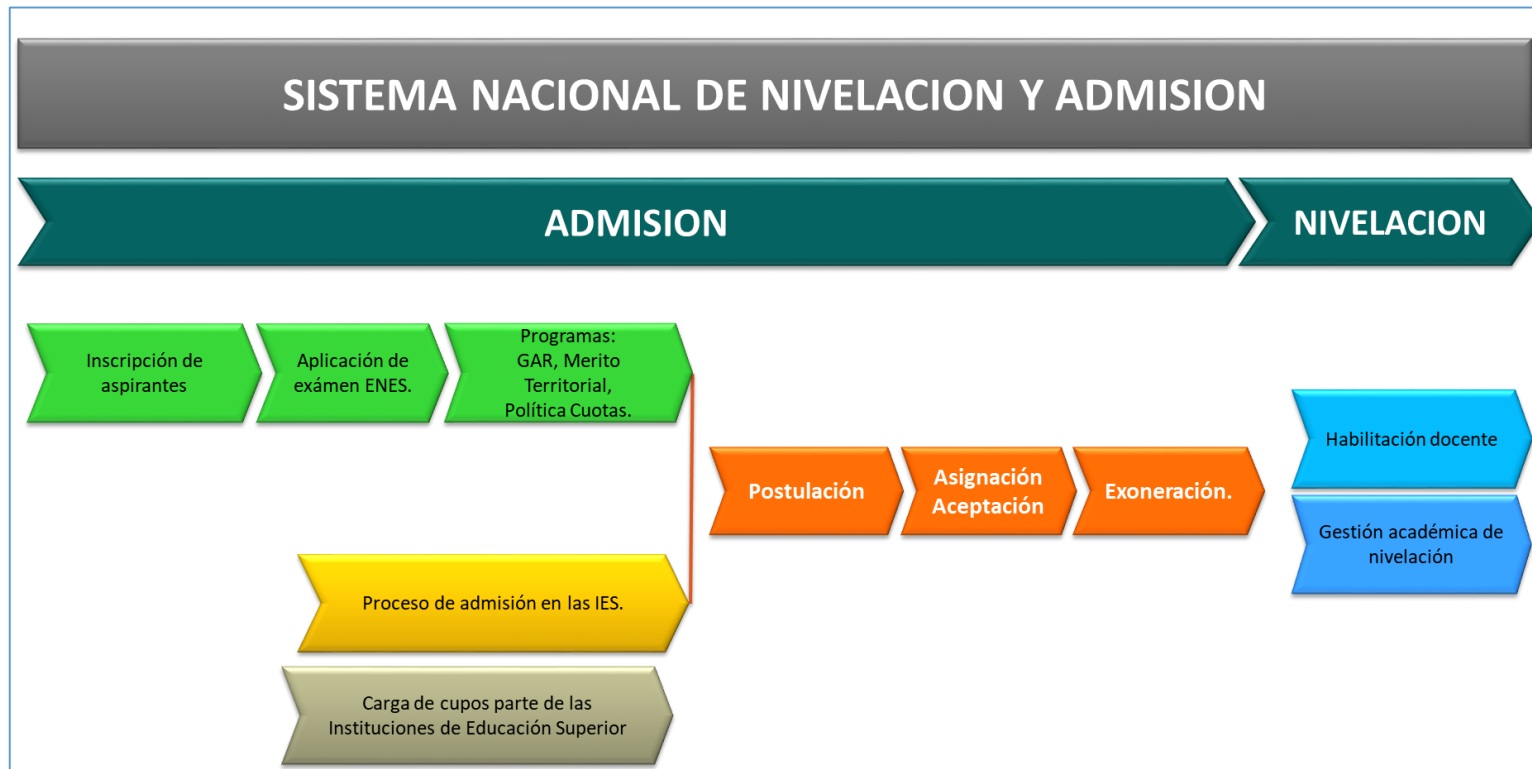 SISTEMA NACIONAL DE NIVELACION Y ADMISION
ADMISION
NIVELACION
Inscripción de
aspirantes
Aplicación de
exámen ENES.
Programas:
GAR, Merito
Territorial,
Política Cuotas.
Postulación
Asignación
Aceptación
Exoneración.
Habilitación docente
Gestión académica de
nivelación
Proceso de admisión en las IES.
Carga de cupos parte de las
Instituciones de Educación Superior